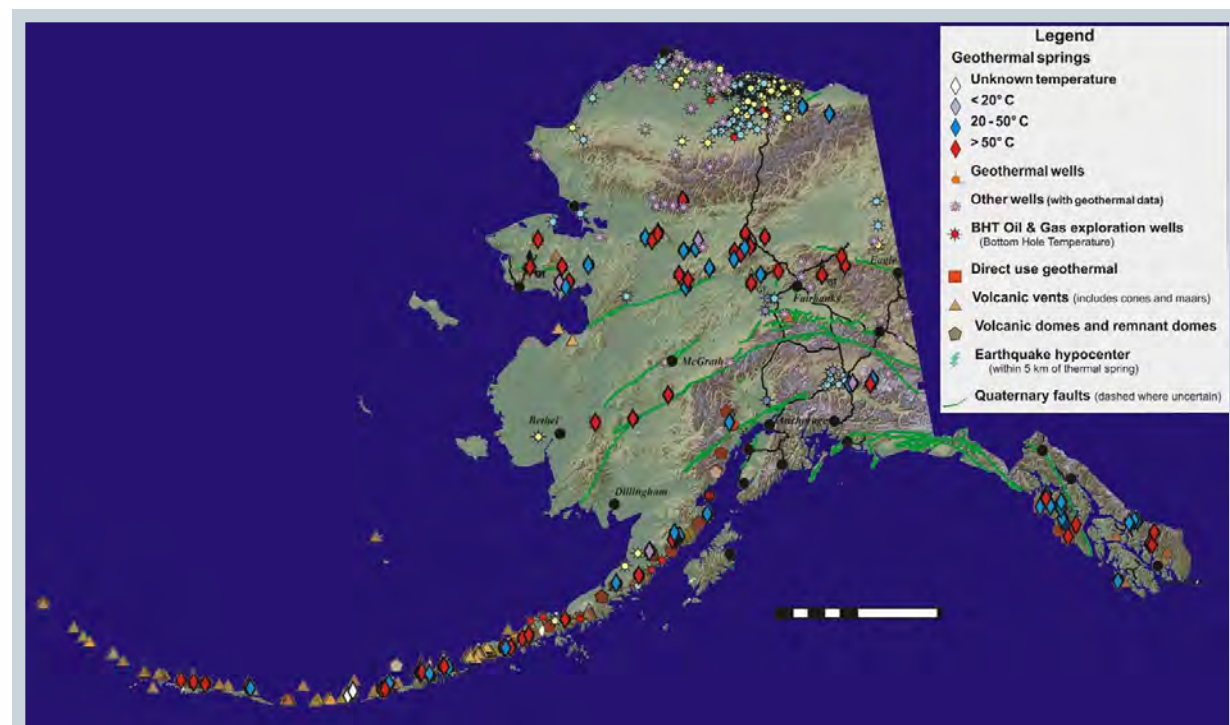 Legend
Geothermal springs
Unknown temperature
< 20° C
20 - 50° C
> 50° C
Geothermal wells
Other wells (with geothermal data)
BHT Oil & Gas exploration wells
(Bottom Hole Temperature)
Direct use geothermal
Volcanic vents (includes cones and maars)
Volcanic domes and remnant domes
Earthquake hypocenter
(within 5 km of thermal spring)
Quaternary faults (dashed where uncertain)
Eagle
Fairbanks
McGrath
Bethel
Anchorage
Dillingham